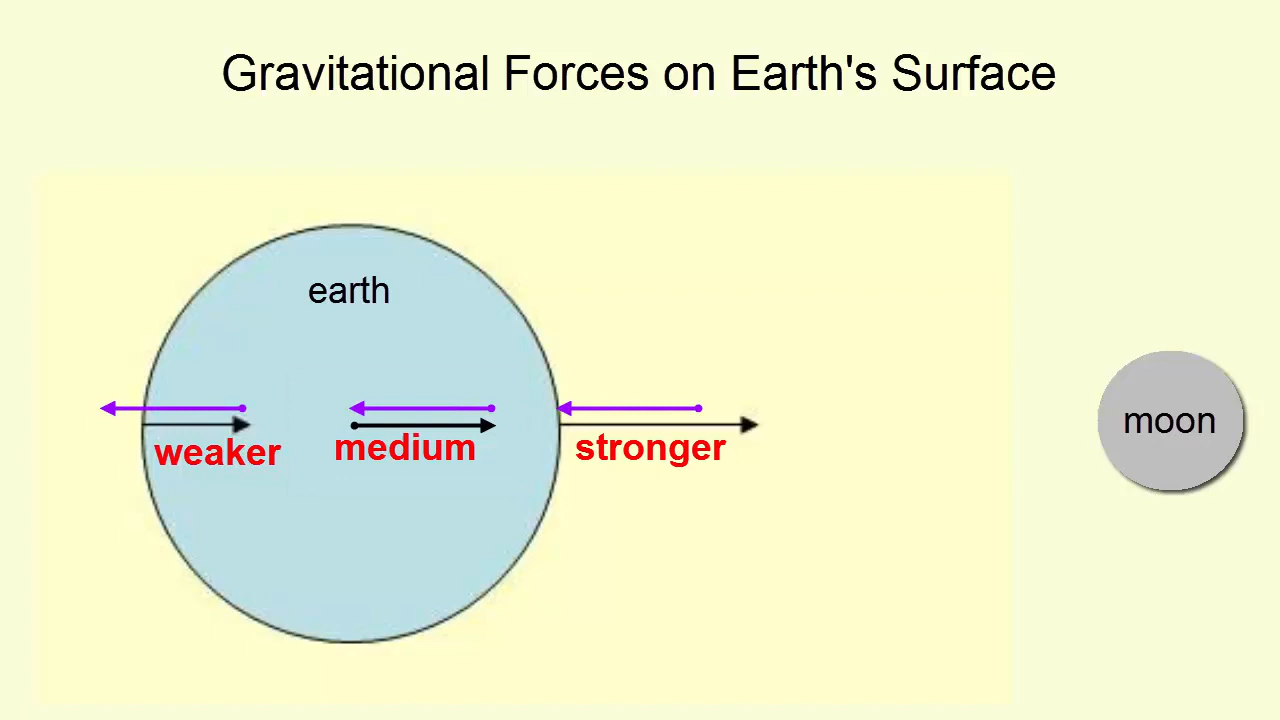 Gravitational Forces on Earth's Surface
earth
moon
weaker
medium
stronger